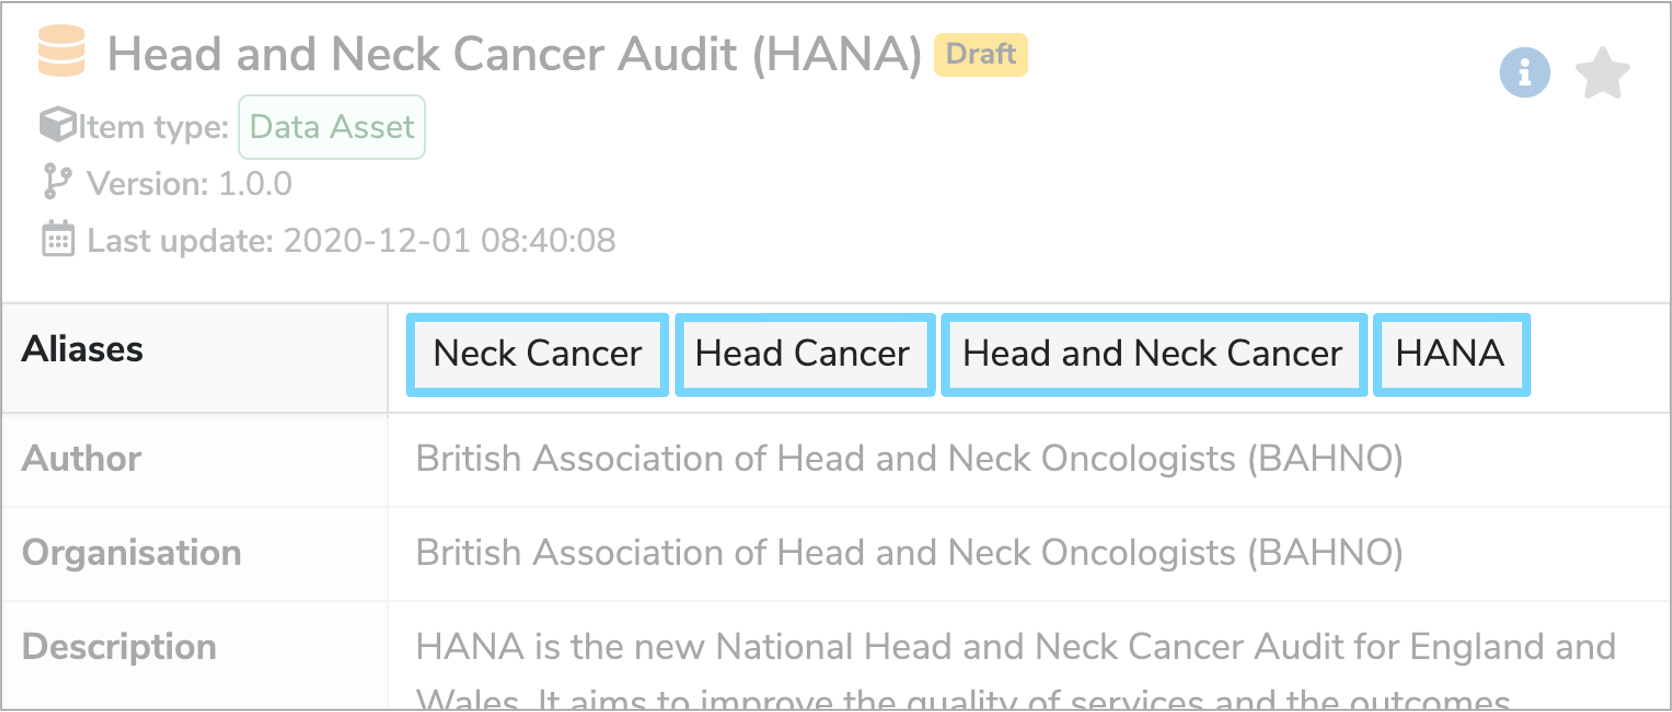 Head and Neck Cancer Audit (HANA) Draft
Item type: Data Asset
Version: 1.0.0
Last update: 2020-12-01 08:40:08
Aliases Neck Cancer Head Cancer Head and Neck Cancer HANA
Author British Association of Head and Neck Oncologists (BAHNO)
Organisation British Association of Head and Neck Oncologists (BAHNO)
Description HANA is the new National Head and Neck Cancer Audit for England and
Wales. It aims to improve the quality of services and the outcomes